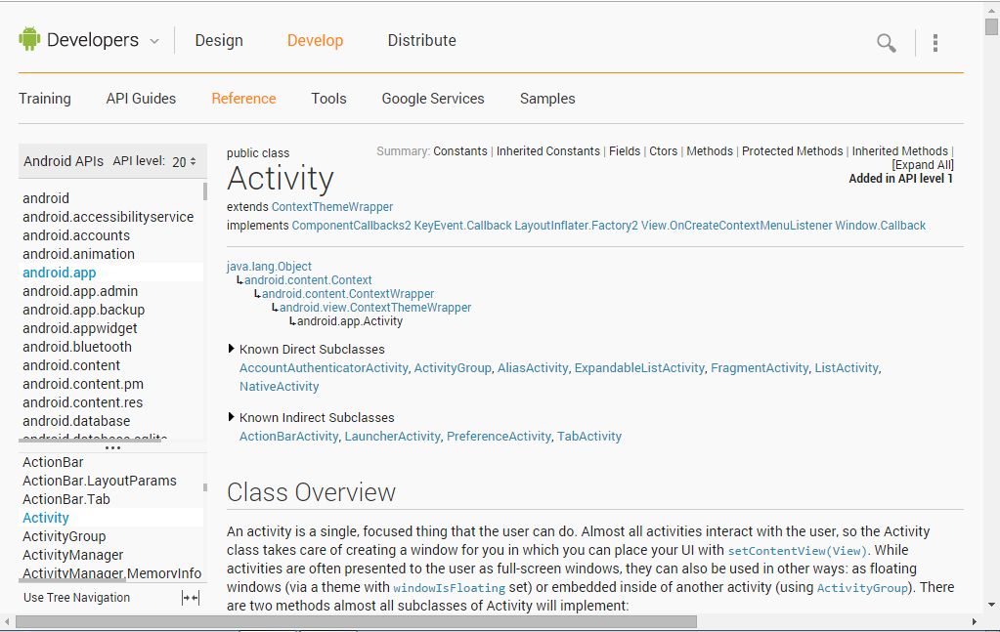 Developers Design Develop Distribute
Training API Guides Reference Tools Google Services Samples
Android APIs API level: 20
android
android.accessibilityservice
android.accounts
android.animation
android.app
android.app.admin
android.app.backup
android.appwidget
android.bluetooth
android.content
android.content.pm
android.content.res
android.database
android.database.sqlite
ActionBar
ActionBar.LayoutParams
ActionBar.Tab
Activity
ActivityGroup
ActivityManager
ActivityManager.MemoryInfo
Use Tree Navigation
Summary: Constants | Inherited Constants | Fields | Ctors | Methods | Protected Methods | Inherited Methods |
[Expand All]
Added in API level 1
public class
Activity
extends ContextThemeWrapper
implements ComponentCallbacks2 KeyEvent.Callback LayoutInflater.Factory2 View.OnCreateContextMenuListener Window.Callback
java.lang.Object
↳android.content.Context
↳android.content.ContextWrapper
↳android.view.ContextThemeWrapper
↳android.app.Activity
Known Direct Subclasses
AccountAuthenticatorActivity, ActivityGroup, AliasActivity, ExpandableListActivity, FragmentActivity, ListActivity,
NativeActivity
Known Indirect Subclasses
ActionBarActivity, LauncherActivity, PreferenceActivity, TabActivity
Class Overview
An activity is a single, focused thing that the user can do. Almost all activities interact with the user, so the Activity
class takes care of creating a window for you in which you can place your UI with setContentView(View). While
activities are often presented to the user as full-screen windows, they can also be used in other ways: as floating
windows (via a theme with windowIsFloating set) or embedded inside of another activity (using ActivityGroup). There
are two methods almost all subclasses of Activity will implement: